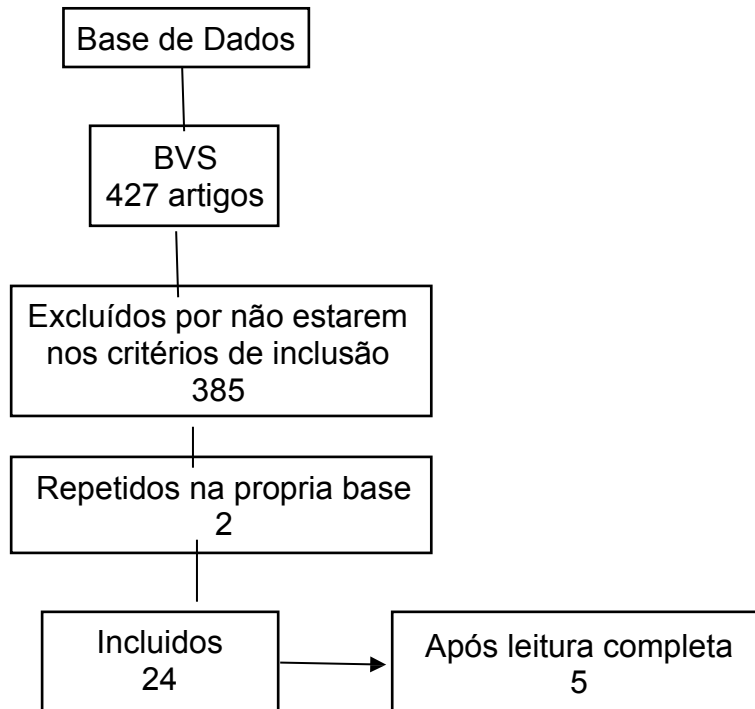 Base de Dados
BVS
427 artigos
Excluídos por não estarem
nos critérios de inclusão
385
Repetidos na propria base
2
Incluidos
24
Após leitura completa
5